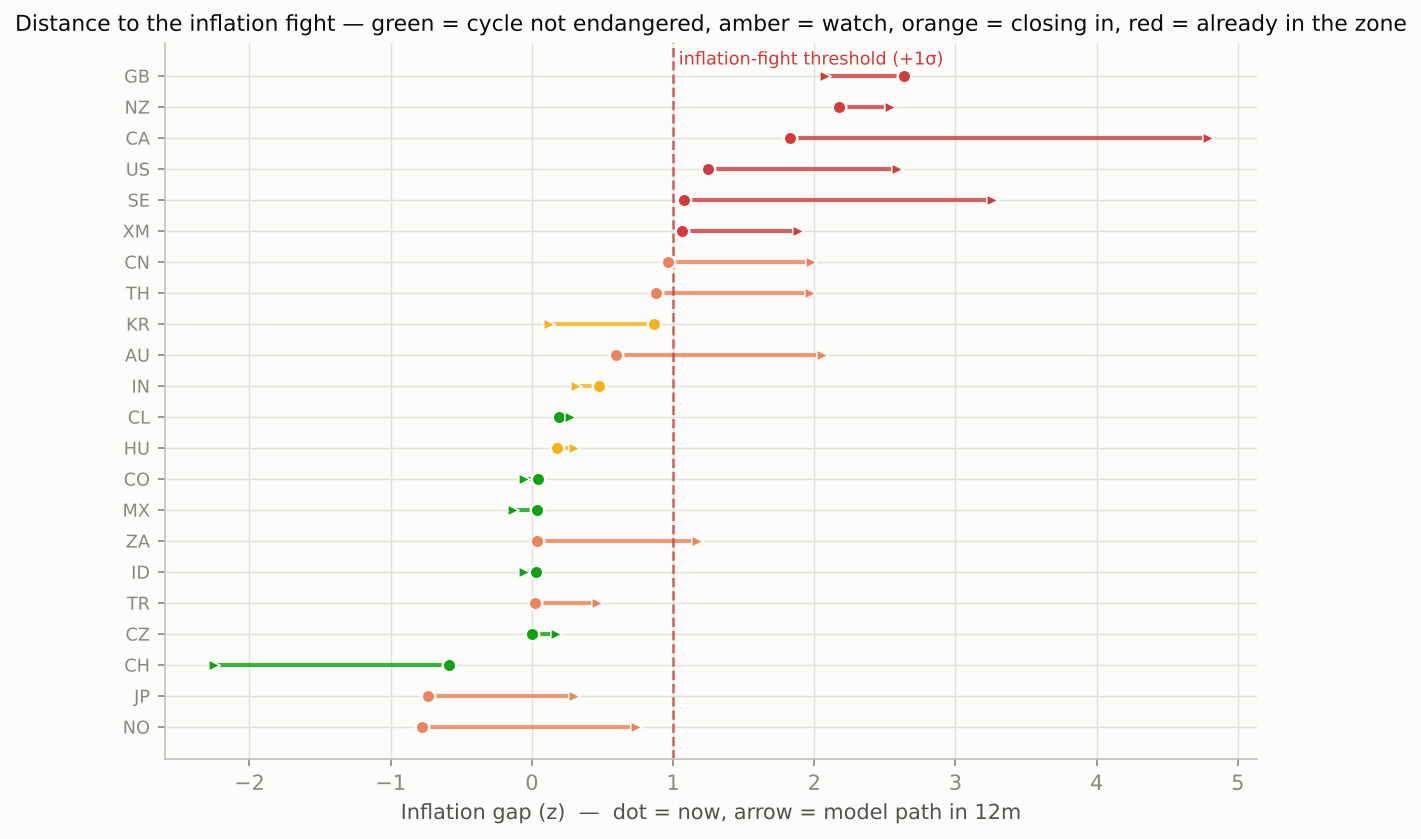 Distance to the inflation fight — green = cycle not endangered, amber = watch, orange = closing in, red = already in the zone
inflation-fight threshold (+1σ)
GB
NZ
CA
US
SE
XM
CN
TH
KR
AU
IN
CL
HU
CO
MX
ZA
ID
TR
CZ
CH
JP
NO
−2 −1 0 1 2 3 4 5
Inflation gap (z) — dot = now, arrow = model path in 12m